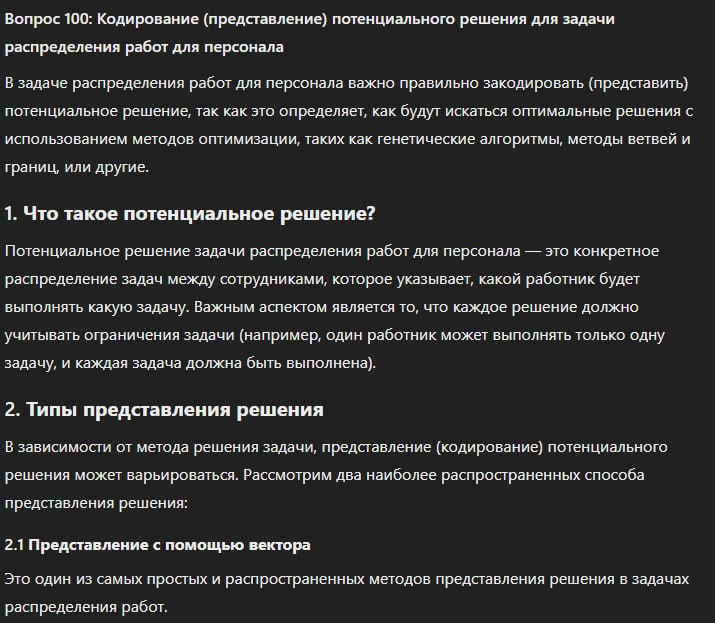 Вопрос 100: Кодирование (представление) потенциального решения для задачи
распределения работ для персонала
В задаче распределения работ для персонала важно правильно закодировать (представить)
потенциальное решение, так как это определяет, как будут искаться оптимальные решения с
использованием методов оптимизации, таких как генетические алгоритмы, методы ветвей и
границ, или другие.
1. Что такое потенциальное решение?
Потенциальное решение задачи распределения работ для персонала — это конкретное
распределение задач между сотрудниками, которое указывает, какой работник будет
выполнять какую задачу. Важным аспектом является то, что каждое решение должно
учитывать ограничения задачи (например, один работник может выполнять только одну
задачу, и каждая задача должна быть выполнена).
2. Типы представления решения
В зависимости от метода решения задачи, представление (кодирование) потенциального
решения может варьироваться. Рассмотрим два наиболее распространенных способа
представления решения:
2.1 Представление с помощью вектора
Это один из самых простых и распространенных методов представления решения в задачах
распределения работ.